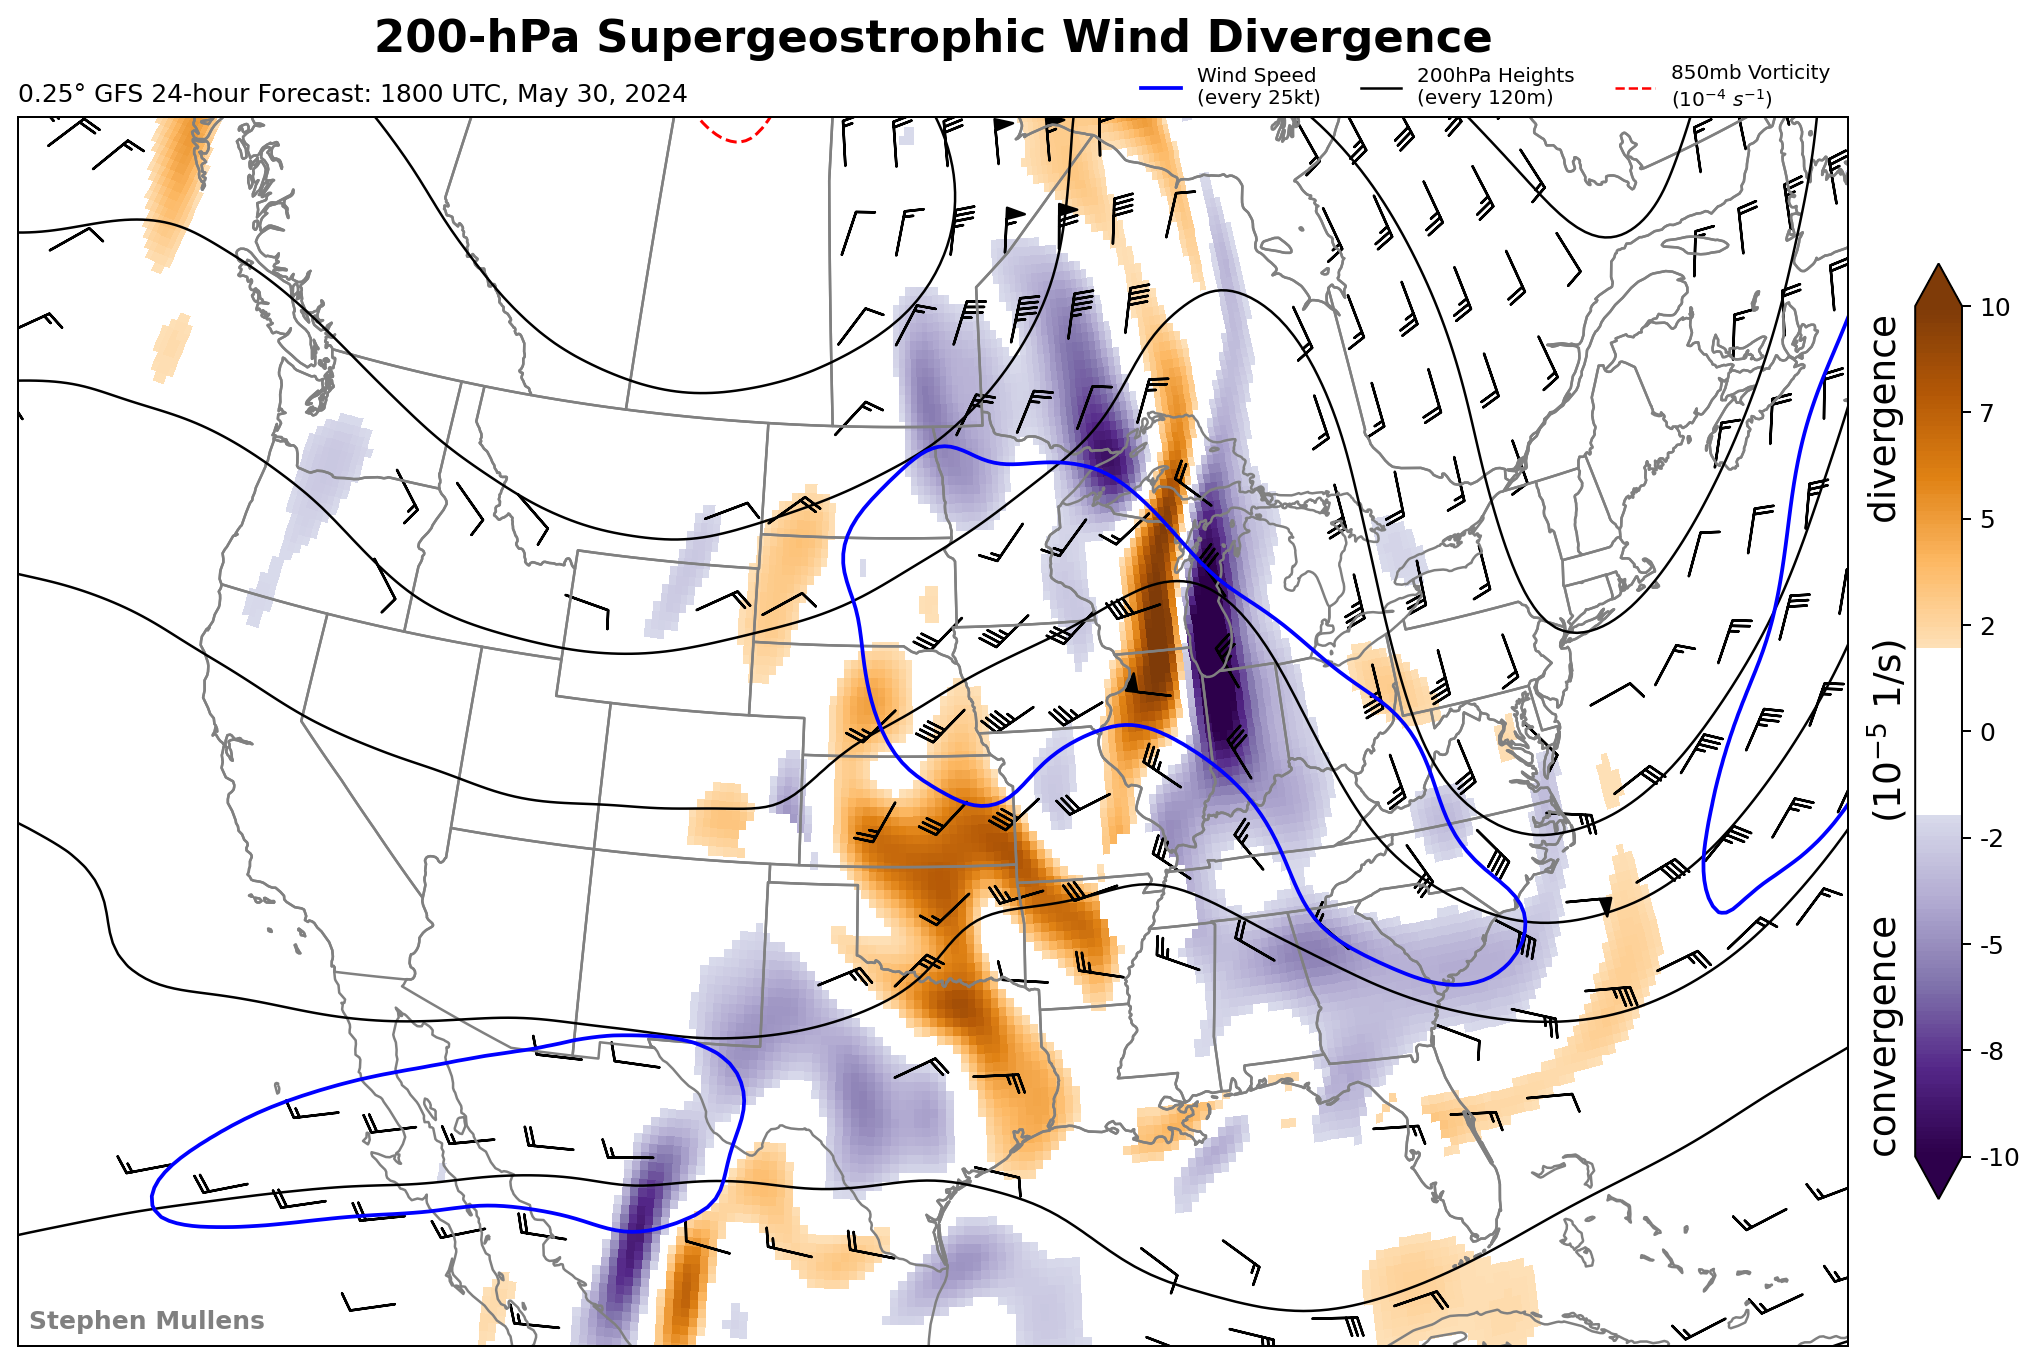 200-hPa Supergeostrophic Wind Divergence
0.25° GFS 24-hour Forecast: 1800 UTC, May 30, 2024
Wind Speed
(every 25kt)
200hPa Heights
(every 120m)
850mb Vorticity
(10⁻⁴ s⁻¹)
10
7
5
2
0
-2
-5
-8
-10
convergence (10⁻⁵ 1/s) divergence
Stephen Mullens